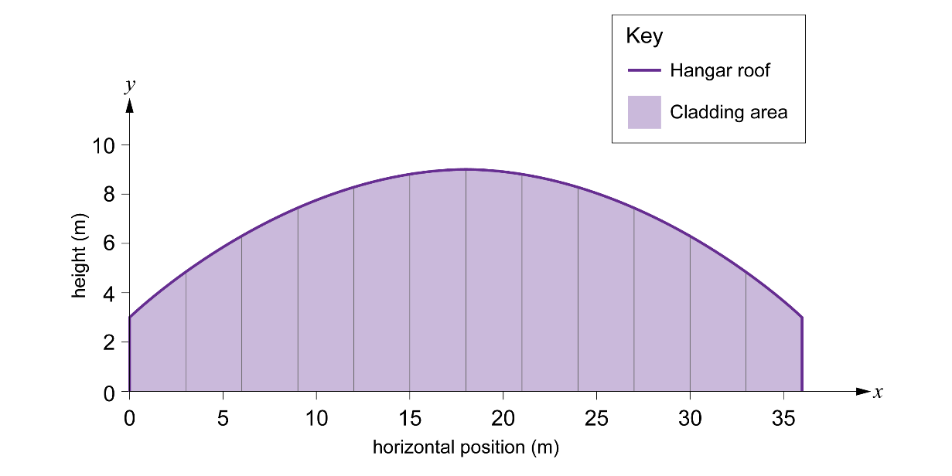 Key
Hangar roof
Cladding area
y
10
8
6
4
2
0
height (m)
0 5 10 15 20 25 30 35
x
horizontal position (m)